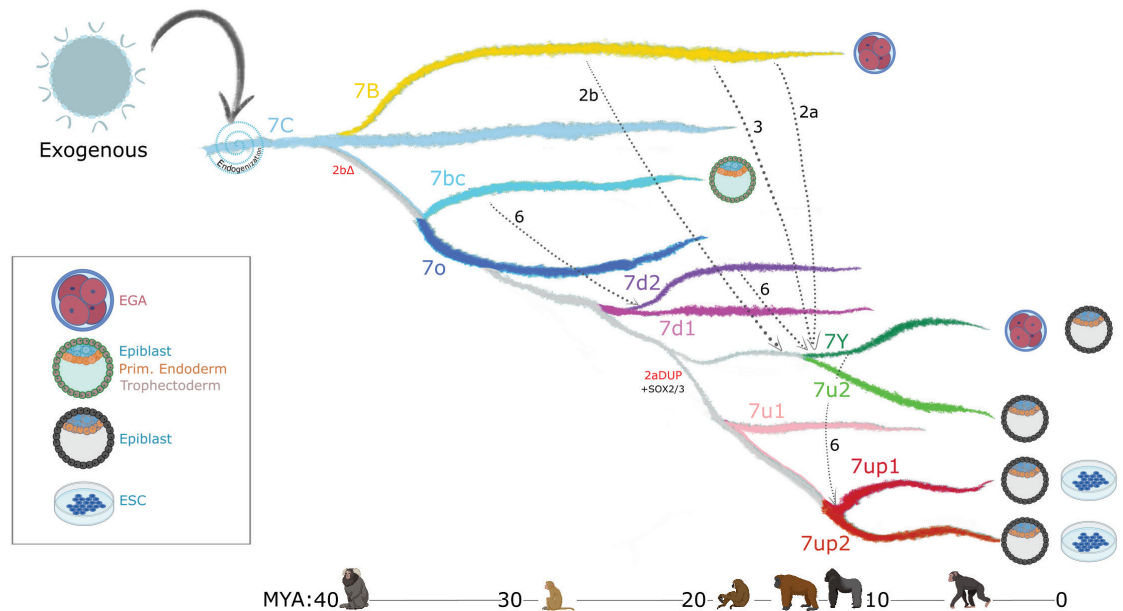 Exogenous
7C
Endogenization
7B
2b
3
2a
2bΔ
7bc
6
7o
7d2
6
7d1
7Y
2aDUP
+SOX2/3
7u2
7u1
6
7up1
7up2
EGA
Epiblast
Prim. Endoderm
Trophectoderm
Epiblast
ESC
MYA:40 30 20 10 0